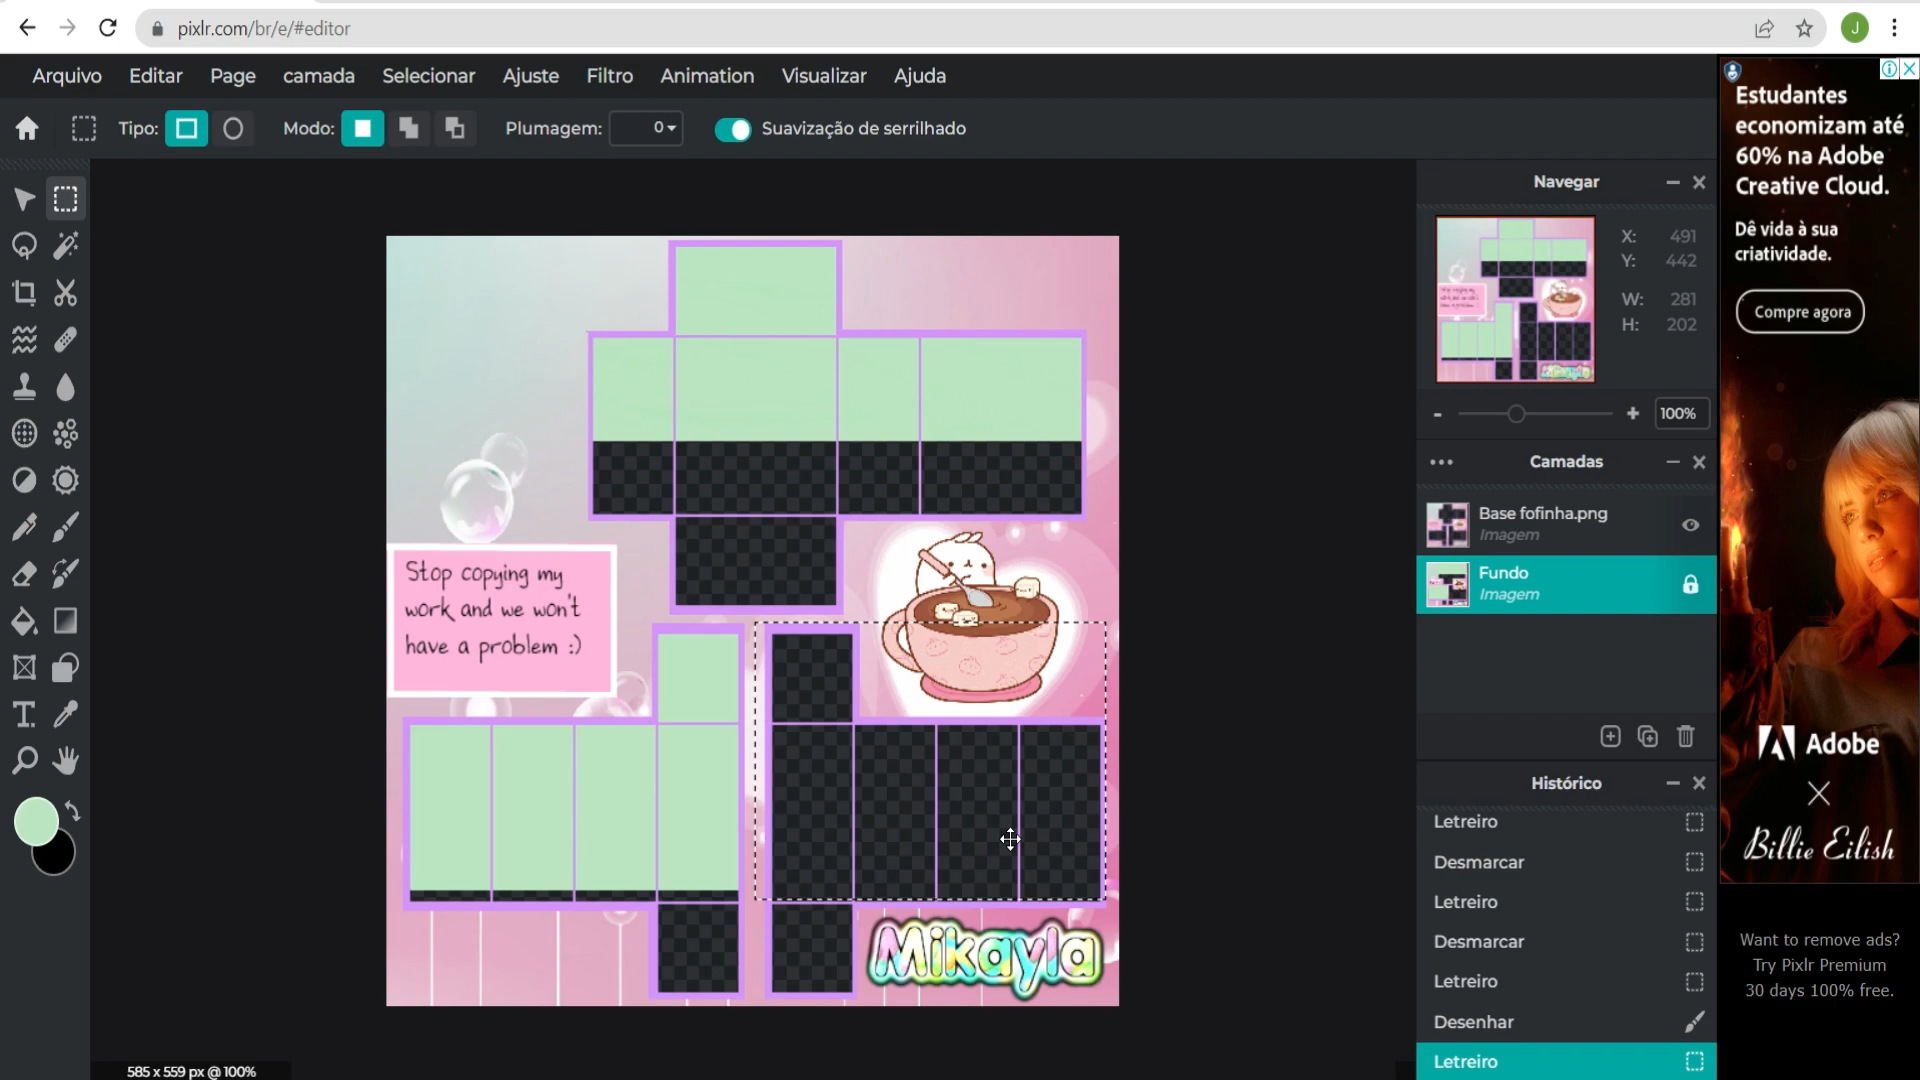 pixlr.com/br/e/#editor
J
Arquivo Editar Page camada Selecionar Ajuste Filtro Animation Visualizar Ajuda
Tipo: Modo: Plumagem: 0 Suavização de serrilhado
Navegar
X: 491
Y: 442
W: 281
H: 202
100%
Camadas
Base fofinha.png
Imagem
Fundo
Imagem
Histórico
Letreiro
Desmarcar
Letreiro
Desmarcar
Letreiro
Desenhar
Letreiro
Stop copying my
work and we won't
have a problem :)
Mikayla
585 x 559 px @ 100%
Estudantes
economizam até
60% na Adobe
Creative Cloud.
Dê vida à sua
criatividade.
Compre agora
Adobe
Billie Eilish
Want to remove ads?
Try Pixlr Premium
30 days 100% free.